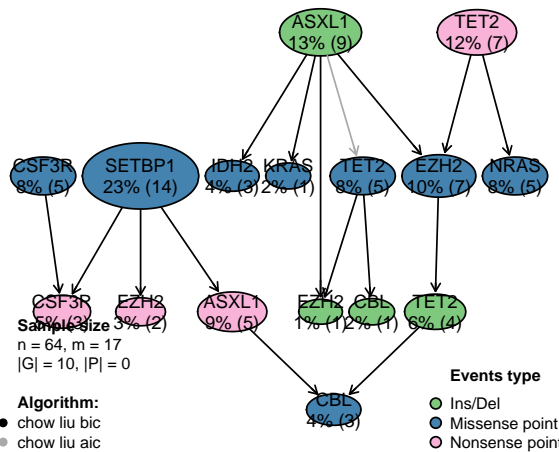 ASXL1
13% (9)
TET2
12% (7)
CSF3R
8% (5)
SETBP1
23% (14)
IDH2
4% (3)
KRAS
2% (1)
TET2
8% (5)
EZH2
10% (7)
NRAS
8% (5)
CSF3R
5% (3)
EZH2
3% (2)
ASXL1
9% (5)
EZH2
1% (1)
CBL
2% (1)
TET2
6% (4)
CBL
4% (3)
Sample size
n = 64, m = 17
|G| = 10, |P| = 0
Algorithm:
chow liu bic
chow liu aic
Events type
Ins/Del
Missense point
Nonsense point